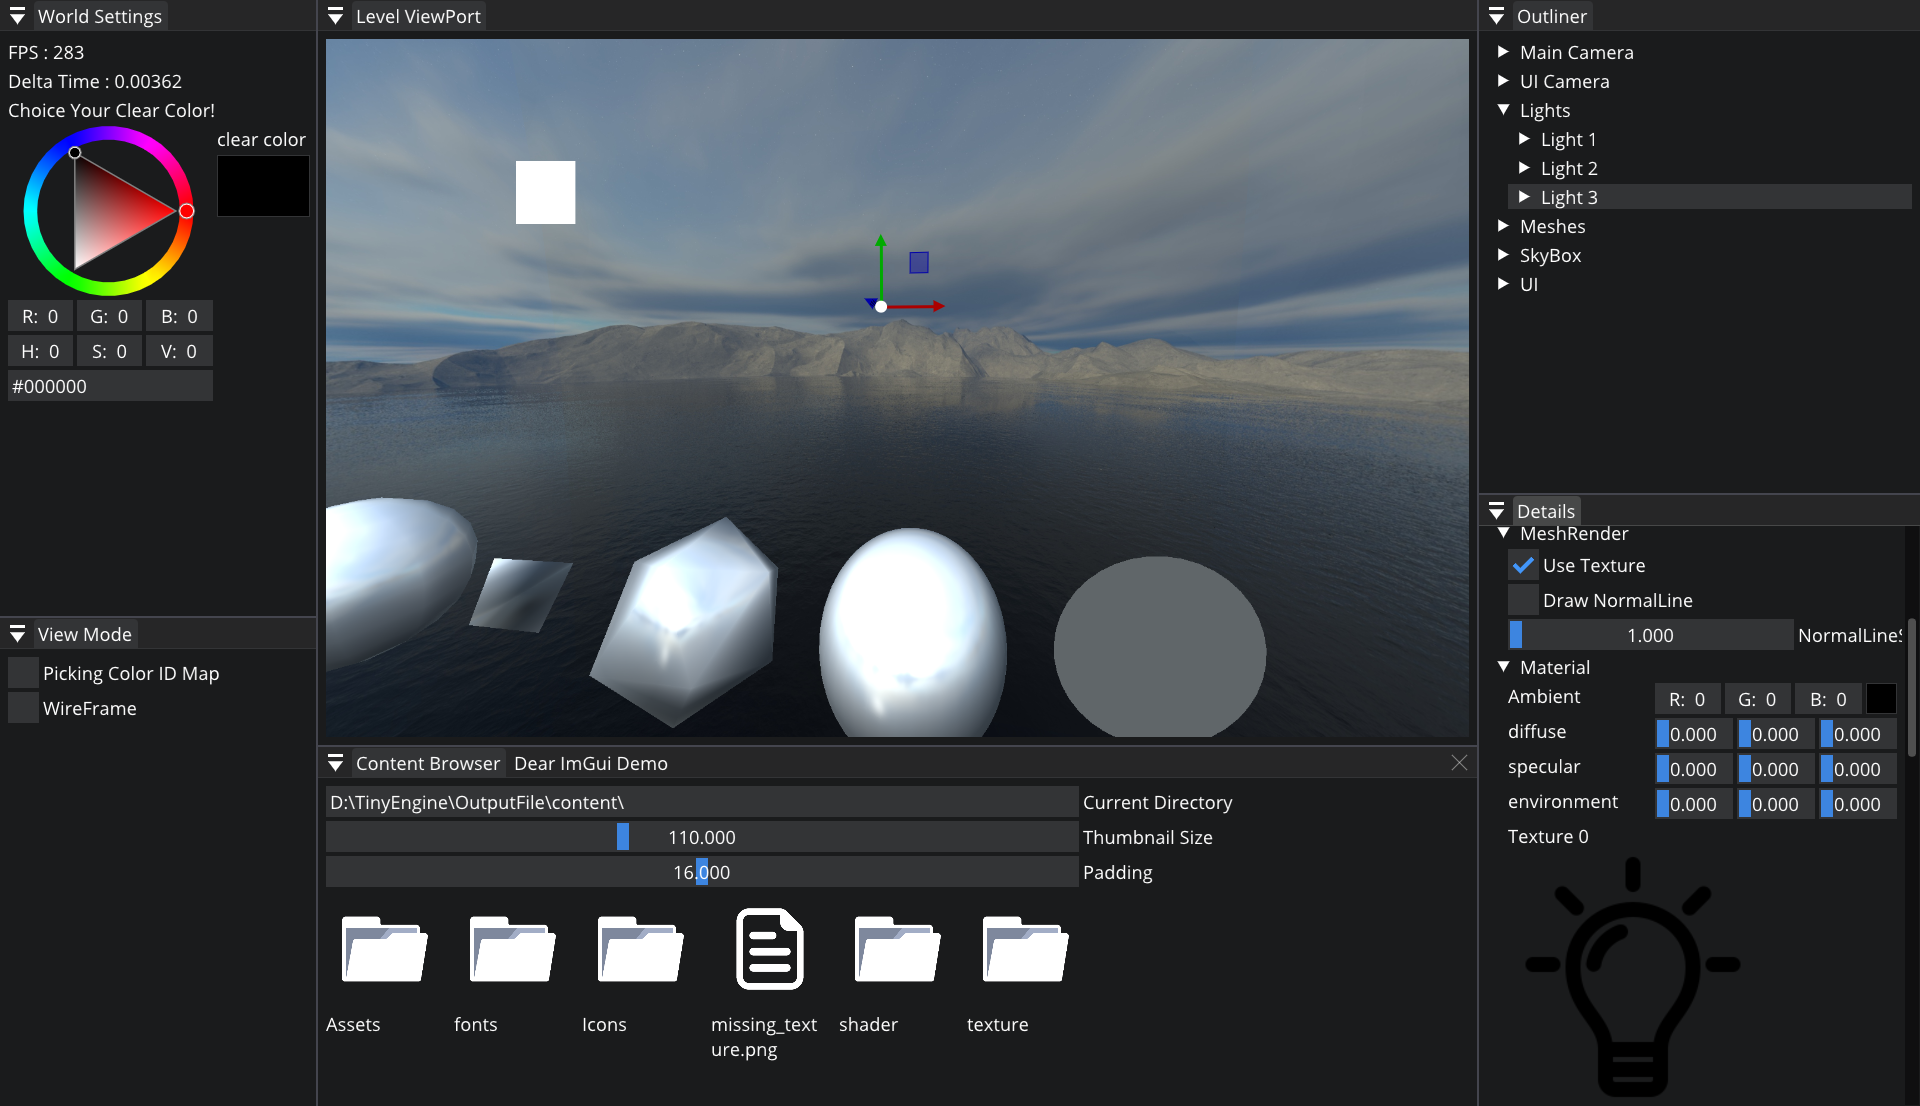 World Settings
FPS : 283
Delta Time : 0.00362
Choice Your Clear Color!
clear color
R: 0 G: 0 B: 0
H: 0 S: 0 V: 0
#000000
View Mode
Picking Color ID Map
WireFrame
Level ViewPort
Content Browser Dear ImGui Demo
D:\TinyEngine\OutputFile\content\ Current Directory
110.000 Thumbnail Size
16.000 Padding
Assets
fonts
Icons
missing_text
ure.png
shader
texture
Outliner
Main Camera
UI Camera
Lights
Light 1
Light 2
Light 3
Meshes
SkyBox
UI
Details
MeshRender
Use Texture
Draw NormalLine
1.000 NormalLine
Material
Ambient R: 0 G: 0 B: 0
diffuse 0.000 0.000 0.000
specular 0.000 0.000 0.000
environment 0.000 0.000 0.000
Texture 0